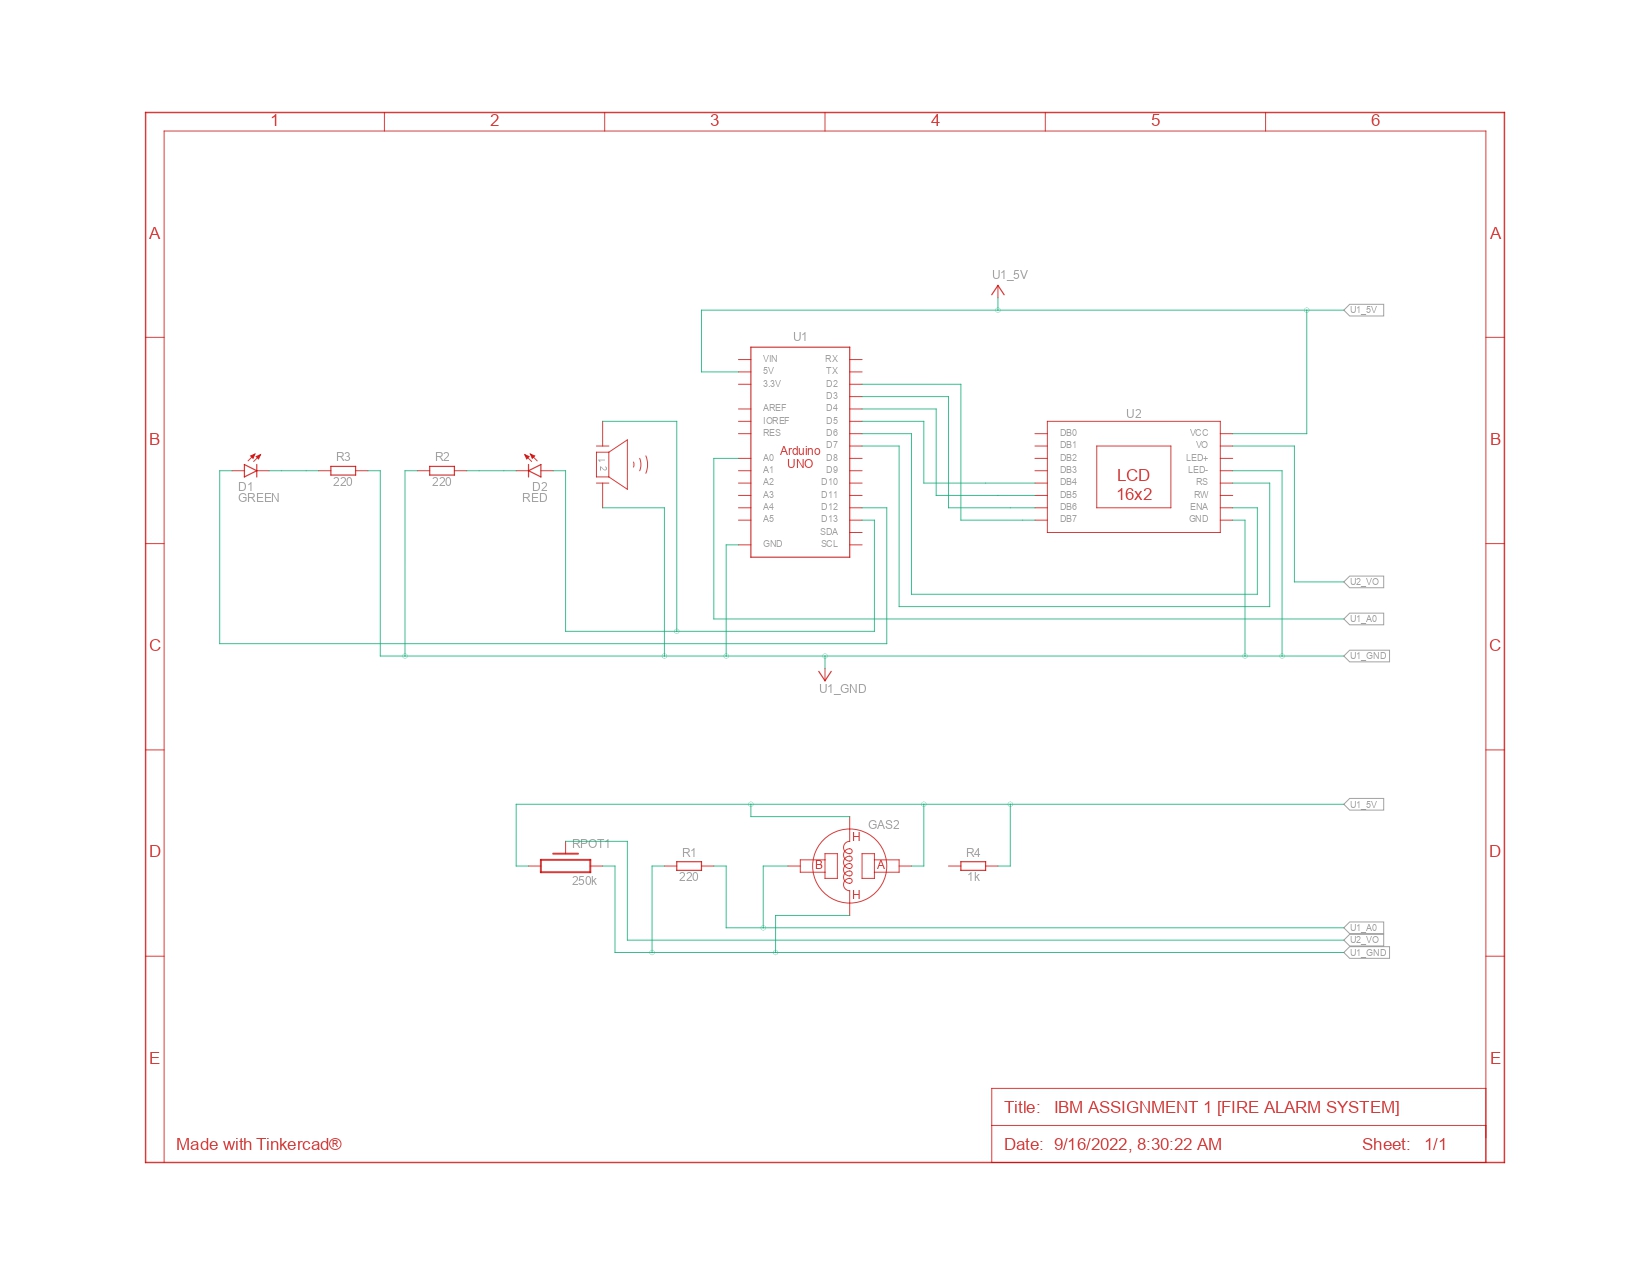 1 2 3 4 5 6
A A
U1_5V
U1_5V
U1
VIN RX
5V TX
3.3V D2
D3
AREF D4
IOREF D5
RES D6
D7
Arduino
UNO
A0 D8
A1 D9
A2 D10
A3 D11
A4 D12
A5 D13
SDA
GND SCL
U2
DB0 VCC
DB1 VO
DB2 LED+
DB3 LED-
DB4 RS
DB5 RW
DB6 ENA
DB7 GND
LCD
16x2
B B
R3
220
R2
220
D1
GREEN
D2
RED
1 2
U2_VO
U1_A0
C C
U1_GND
U1_GND
U1_5V
GAS2
RPOT1
250k
R1
220
H
B A
H
R4
1k
D D
U1_A0
U2_VO
U1_GND
E E
Title: IBM ASSIGNMENT 1 [FIRE ALARM SYSTEM]
Made with Tinkercad®
Date: 9/16/2022, 8:30:22 AM Sheet: 1/1